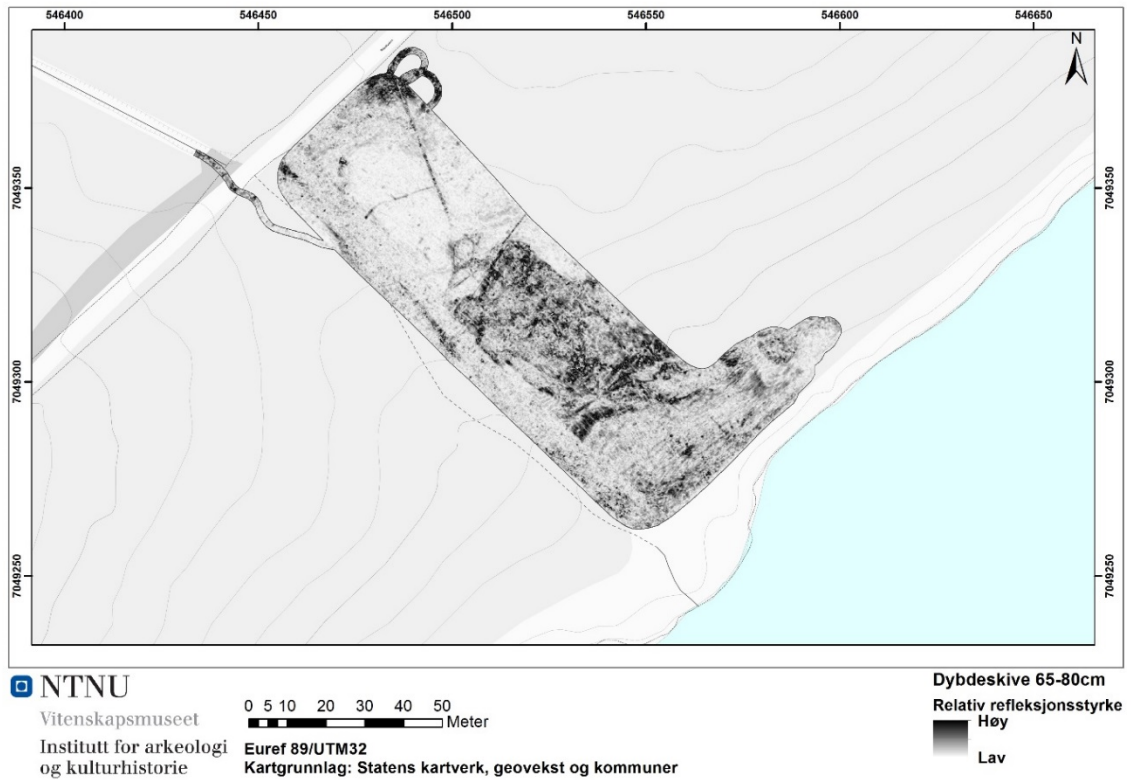 546400 546450 546500 546550 546600 546650
N
7049350 7049350
7049300 7049300
7049250 7049250
NTNU
Vitenskapsmuseet
Institutt for arkeologi
og kulturhistorie
0 5 10 20 30 40 50
Meter
Euref 89/UTM32
Kartgrunnlag: Statens kartverk, geovekst og kommuner
Dybdeskive 65-80cm
Relativ refleksjonsstyrke
Høy
Lav